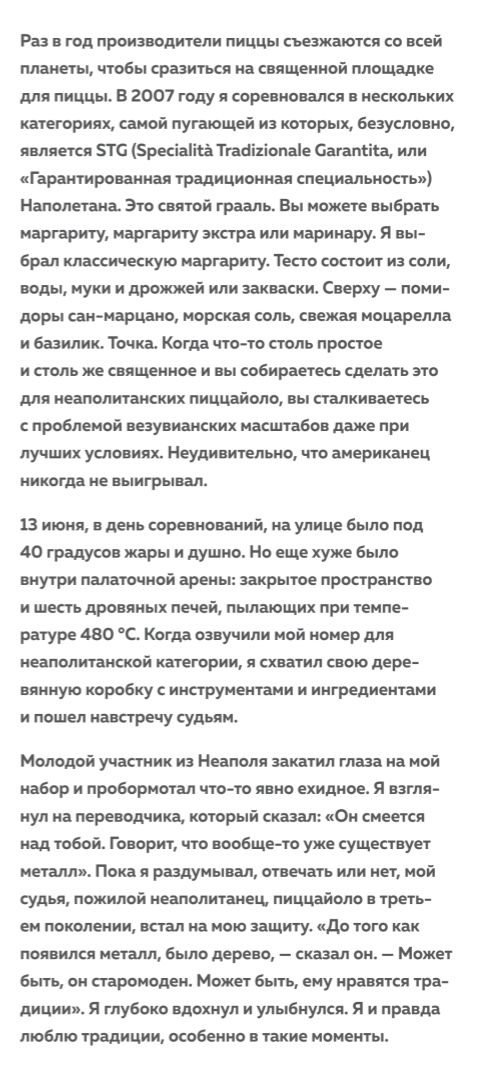 Раз в год производители пиццы съезжаются со всей
планеты, чтобы сразиться на священной площадке
для пиццы. В 2007 году я соревновался в нескольких
категориях, самой пугающей из которых, безусловно,
является STG (Specialità Tradizionale Garantita, или
«Гарантированная традиционная специальность»)
Наполетана. Это святой грааль. Вы можете выбрать
маргариту, маргариту экстра или маринару. Я вы-
брал классическую маргариту. Тесто состоит из соли,
воды, муки и дрожжей или закваски. Сверху — поми-
доры сан-марцано, морская соль, свежая моцарелла
и базилик. Точка. Когда что-то столь простое
и столь же священное и вы собираетесь сделать это
для неаполитанских пиццайоло, вы сталкиваетесь
с проблемой везувианских масштабов даже при
лучших условиях. Неудивительно, что американец
никогда не выигрывал.
13 июня, в день соревнований, на улице было под
40 градусов жары и душно. Но еще хуже было
внутри палаточной арены: закрытое пространство
и шесть дровяных печей, пылающих при темпе-
ратуре 480 °С. Когда озвучили мой номер для
неаполитанской категории, я схватил свою дере-
вянную коробку с инструментами и ингредиентами
и пошел навстречу судьям.
Молодой участник из Неаполя закатил глаза на мой
набор и пробормотал что-то явно ехидное. Я взгля-
нул на переводчика, который сказал: «Он смеется
над тобой. Говорит, что вообще-то уже существует
металл». Пока я раздумывал, отвечать или нет, мой
судья, пожилой неаполитанец, пиццайоло в треть-
ем поколении, встал на мою защиту. «До того как
появился металл, было дерево, — сказал он. — Может
быть, он старомоден. Может быть, ему нравятся тра-
диции». Я глубоко вдохнул и улыбнулся. Я и правда
люблю традиции, особенно в такие моменты.